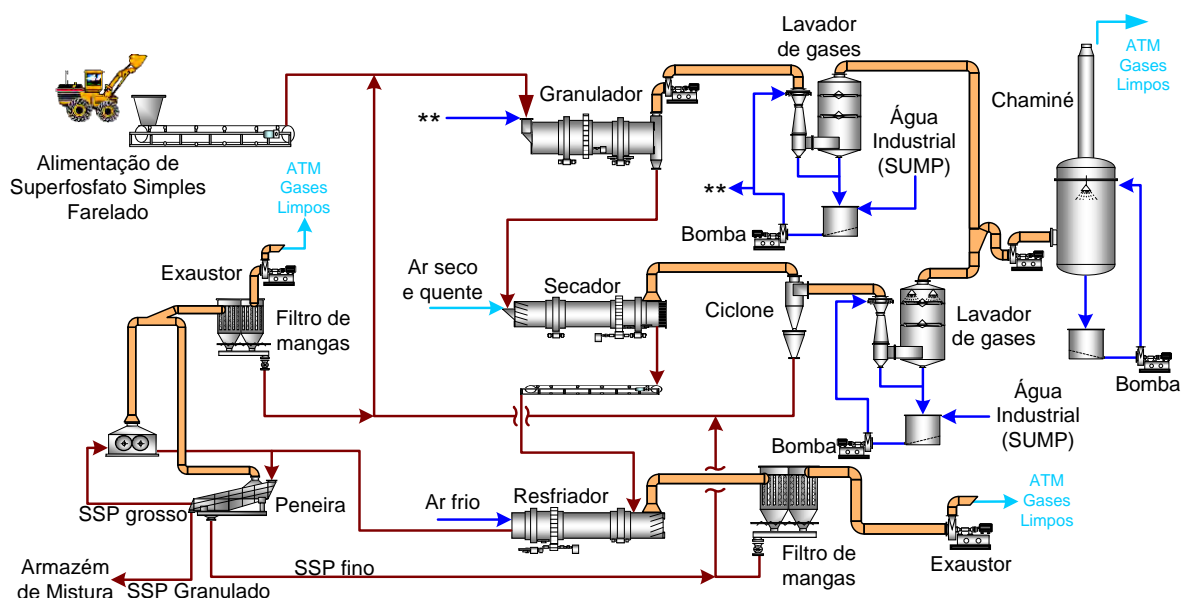 Lavador
de gases
ATM
Gases
Limpos
Chaminé
Granulador
**
Água
Industrial
(SUMP)
**
Bomba
Alimentação de
Superfosfato Simples
Farelado
ATM
Gases
Limpos
Exaustor
Filtro de
mangas
Ar seco
e quente
Secador
Ciclone
Lavador
de gases
Bomba
Água
Industrial
(SUMP)
Bomba
SSP grosso
Peneira
Ar frio
Resfriador
ATM
Gases
Limpos
Filtro de
mangas
Exaustor
SSP fino
Armazém
de Mistura
SSP Granulado